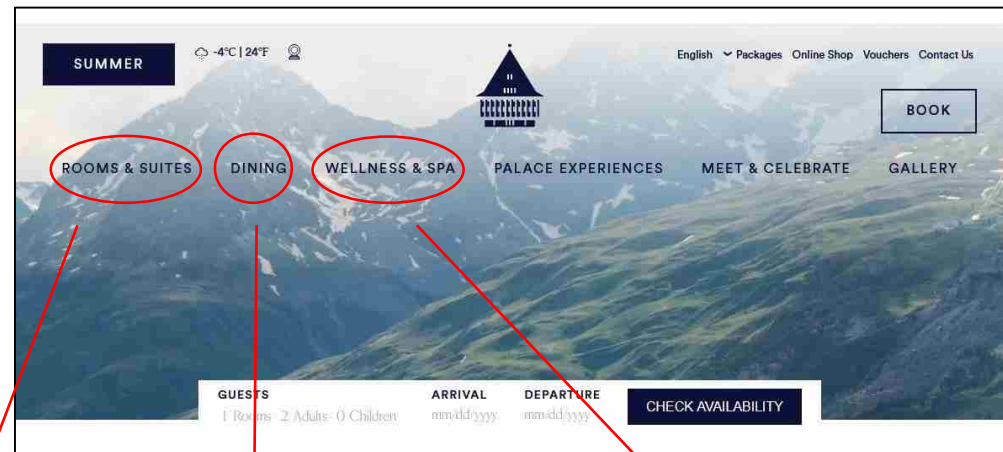 SUMMER
-4°C | 24°F
English Packages Online Shop Vouchers Contact Us
BOOK
ROOMS & SUITES DINING WELLNESS & SPA PALACE EXPERIENCES MEET & CELEBRATE GALLERY
GUESTS ARRIVAL DEPARTURE
1 Rooms 2 Adults 0 Children mm/dd/yyyy mm/dd/yyyy
CHECK AVAILABILITY